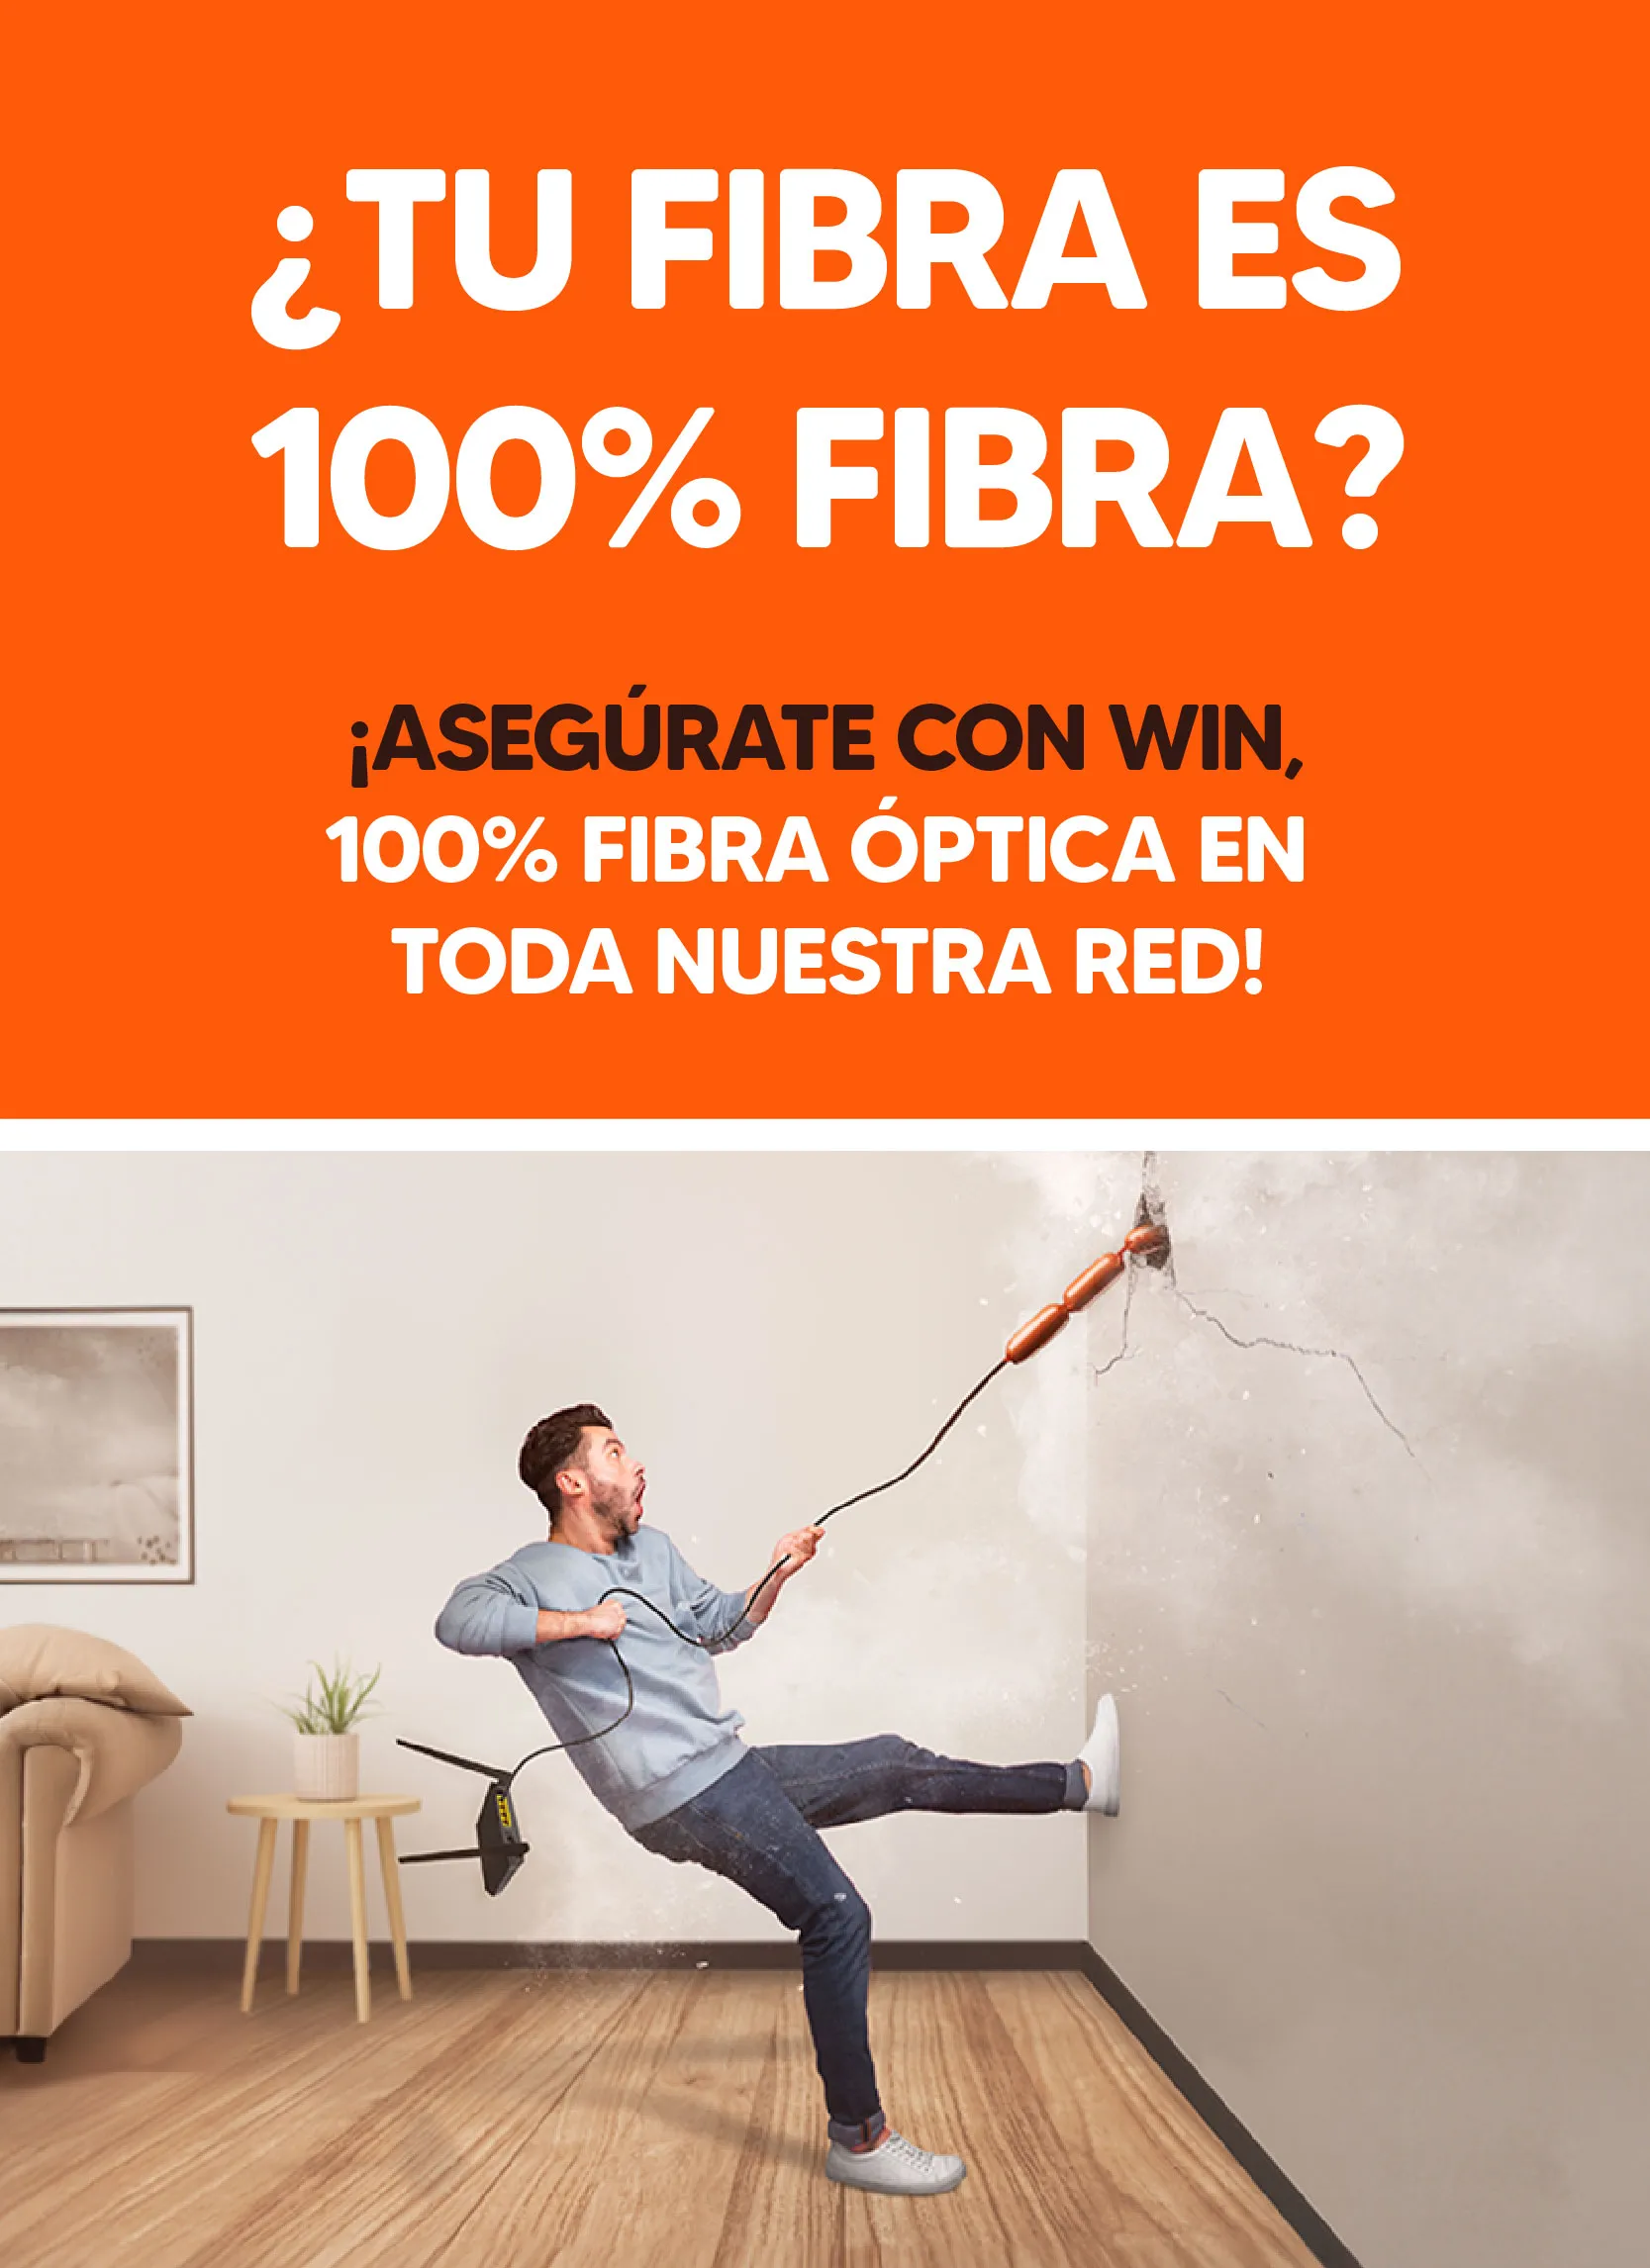 ¿TU FIBRA ES
100% FIBRA?
¡ASEGÚRATE CON WIN,
100% FIBRA ÓPTICA EN
TODA NUESTRA RED!